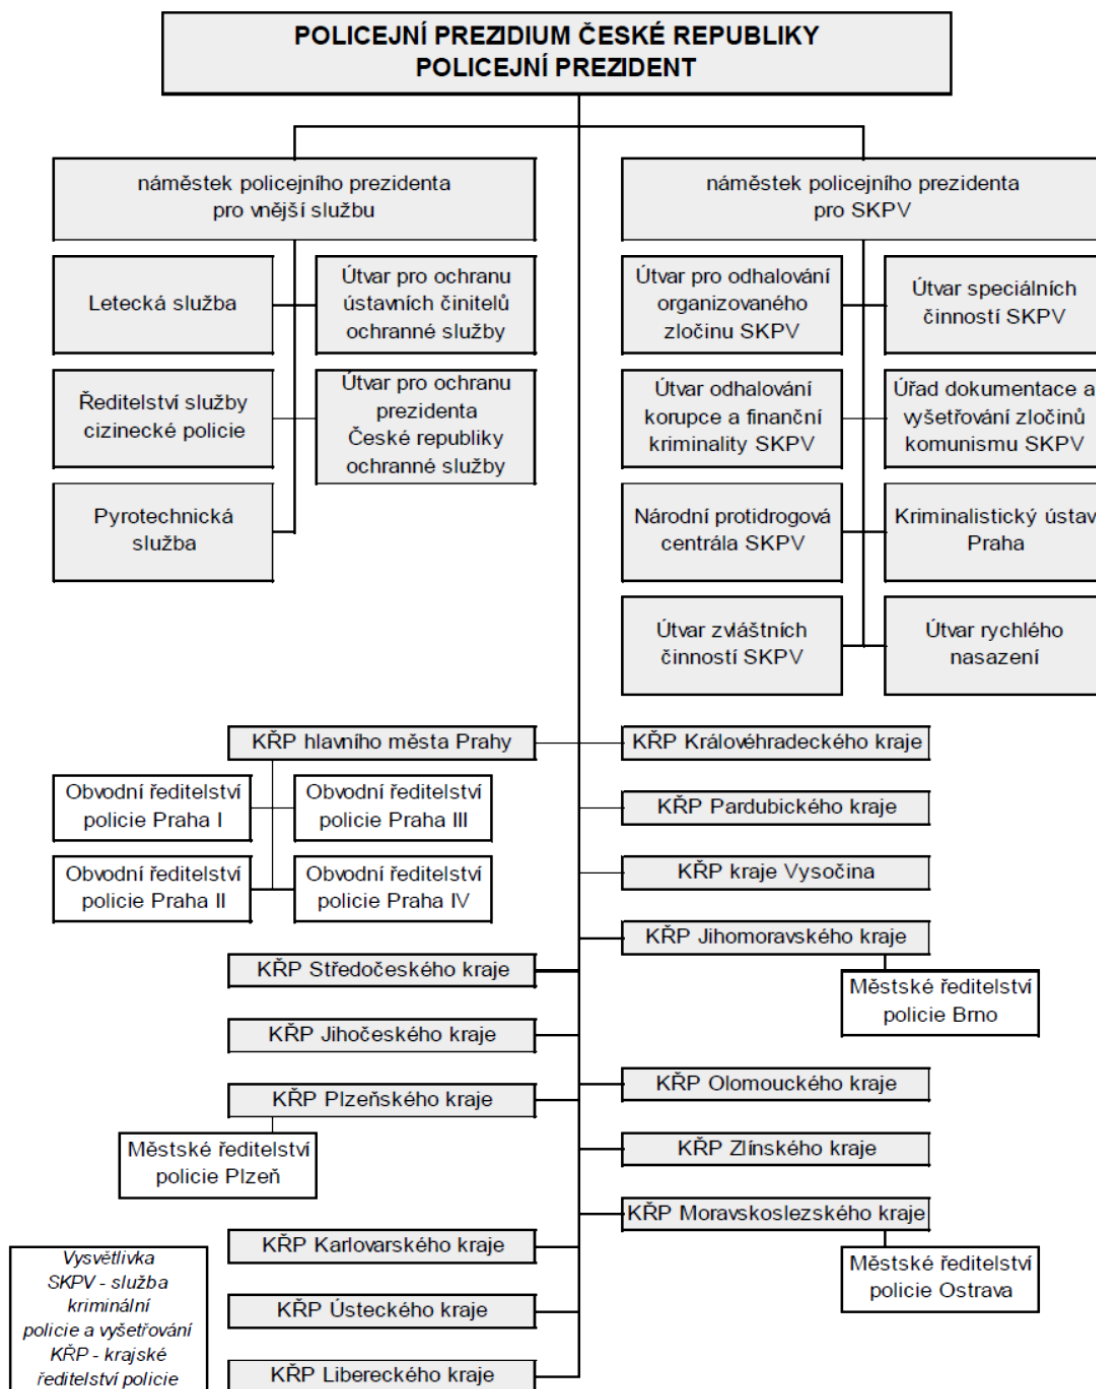 POLICEJNÍ PREZIDIUM ČESKÉ REPUBLIKY
POLICEJNÍ PREZIDENT
náměstek policejního prezidenta
pro vnější službu
náměstek policejního prezidenta
pro SKPV
Letecká služba
Útvar pro ochranu
ústavních činitelů
ochranné služby
Ředitelství služby
cizinecké policie
Útvar pro ochranu
prezidenta
České republiky
ochranné služby
Pyrotechnická
služba
Útvar pro odhalování
organizovaného
zločinu SKPV
Útvar speciálních
činností SKPV
Útvar odhalování
korupce a finanční
kriminality SKPV
Úřad dokumentace a
vyšetřování zločinů
komunismu SKPV
Národní protidrogová
centrála SKPV
Kriminalistický ústav
Praha
Útvar zvláštních
činností SKPV
Útvar rychlého
nasazení
KŘP hlavního města Prahy
Obvodní ředitelství
policie Praha I
Obvodní ředitelství
policie Praha III
Obvodní ředitelství
policie Praha II
Obvodní ředitelství
policie Praha IV
KŘP Středočeského kraje
KŘP Jihočeského kraje
KŘP Plzeňského kraje
Městské ředitelství
policie Plzeň
KŘP Karlovarského kraje
KŘP Ústeckého kraje
KŘP Libereckého kraje
KŘP Královéhradeckého kraje
KŘP Pardubického kraje
KŘP kraje Vysočina
KŘP Jihomoravského kraje
Městské ředitelství
policie Brno
KŘP Olomouckého kraje
KŘP Zlínského kraje
KŘP Moravskoslezského kraje
Městské ředitelství
policie Ostrava
Vysvětlivka
SKPV - služba
kriminální
policie a vyšetřování
KŘP - krajské
ředitelství policie